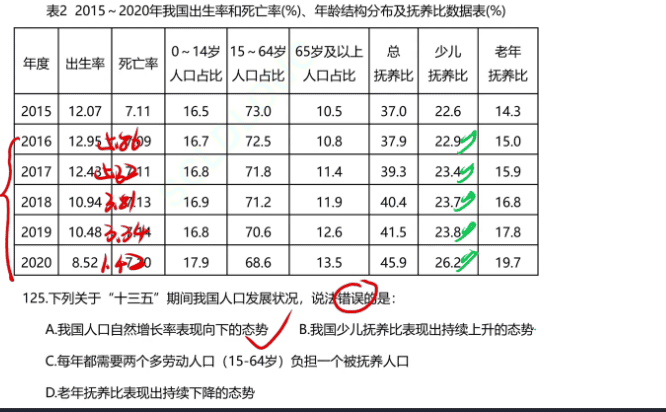 表2 2015～2020年我国出生率和死亡率(%)、年龄结构分布及抚养比数据表(%)
年度 出生率 死亡率 0～14岁人口占比 15～64岁人口占比 65岁及以上人口占比 总抚养比 少儿抚养比 老年抚养比
2015 12.07 7.11 16.5 73.0 10.5 37.0 22.6 14.3
2016 12.95 5.86 09 16.7 72.5 10.8 37.9 22.9 15.0
2017 12.43 5.32 11 16.8 71.8 11.4 39.3 23.4 15.9
2018 10.94 3.81 13 16.9 71.2 11.9 40.4 23.7 16.8
2019 10.48 3.34 16.8 70.6 12.6 41.5 23.8 17.8
2020 8.52 1.42 17.9 68.6 13.5 45.9 26.2 19.7
125.下列关于“十三五”期间我国人口发展状况，说法错误的是：
A.我国人口自然增长率表现向下的态势 B.我国少儿抚养比表现出持续上升的态势
C.每年都需要两个多劳动人口（15-64岁）负担一个被抚养人口
D.老年抚养比表现出持续下降的态势